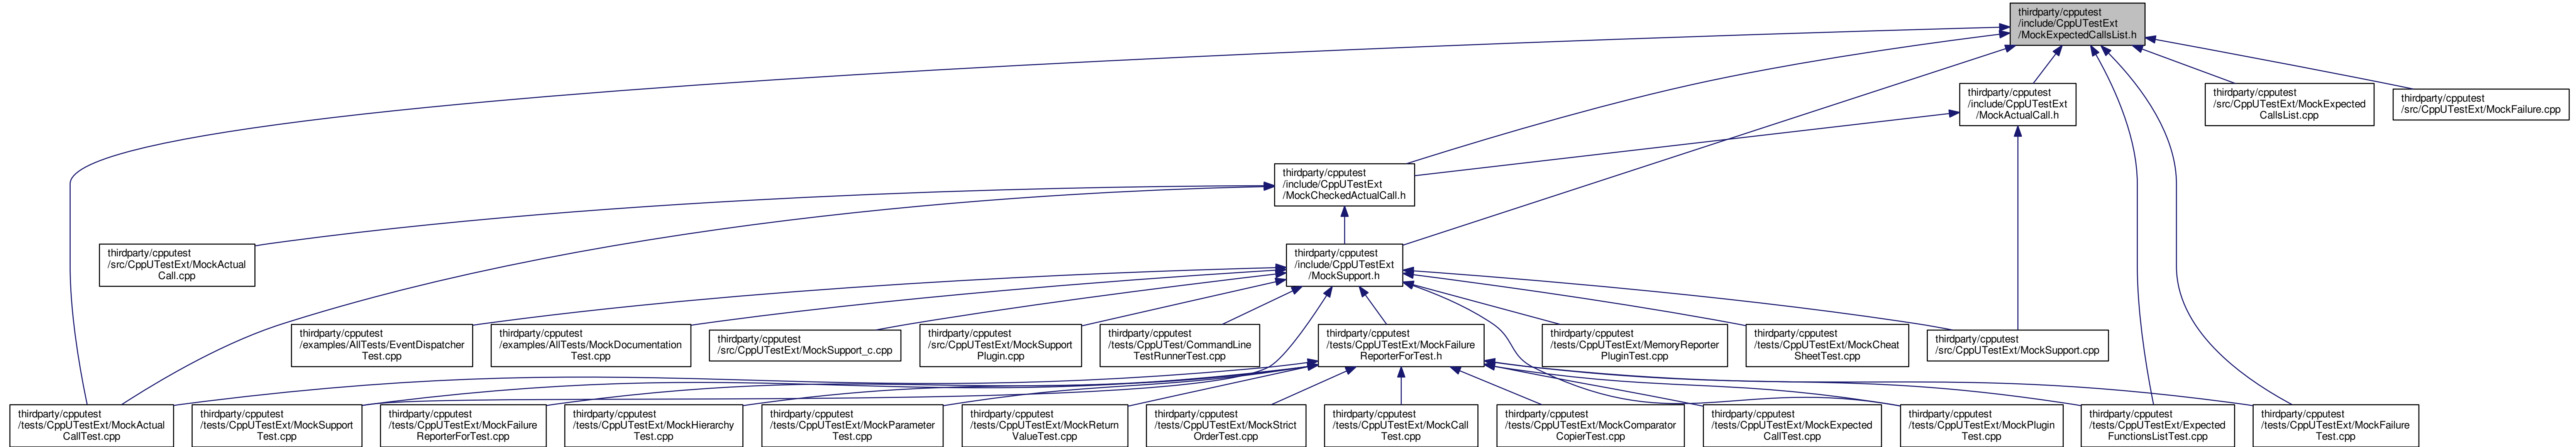 thirdparty/cpputest
/include/CppUTestExt
/MockExpectedCallsList.h
thirdparty/cpputest
/include/CppUTestExt
/MockActualCall.h
thirdparty/cpputest
/src/CppUTestExt/MockExpected
CallsList.cpp
thirdparty/cpputest
/src/CppUTestExt/MockFailure.cpp
thirdparty/cpputest
/include/CppUTestExt
/MockCheckedActualCall.h
thirdparty/cpputest
/src/CppUTestExt/MockActual
Call.cpp
thirdparty/cpputest
/include/CppUTestExt
/MockSupport.h
thirdparty/cpputest
/examples/AllTests/EventDispatcher
Test.cpp
thirdparty/cpputest
/examples/AllTests/MockDocumentation
Test.cpp
thirdparty/cpputest
/src/CppUTestExt/MockSupport_c.cpp
thirdparty/cpputest
/src/CppUTestExt/MockSupport
Plugin.cpp
thirdparty/cpputest
/tests/CppUTest/CommandLine
TestRunnerTest.cpp
thirdparty/cpputest
/tests/CppUTestExt/MockFailure
ReporterForTest.h
thirdparty/cpputest
/tests/CppUTestExt/MemoryReporter
PluginTest.cpp
thirdparty/cpputest
/tests/CppUTestExt/MockCheat
SheetTest.cpp
thirdparty/cpputest
/src/CppUTestExt/MockSupport.cpp
thirdparty/cpputest
/tests/CppUTestExt/MockActual
CallTest.cpp
thirdparty/cpputest
/tests/CppUTestExt/MockSupport
Test.cpp
thirdparty/cpputest
/tests/CppUTestExt/MockFailure
ReporterForTest.cpp
thirdparty/cpputest
/tests/CppUTestExt/MockHierarchy
Test.cpp
thirdparty/cpputest
/tests/CppUTestExt/MockParameter
Test.cpp
thirdparty/cpputest
/tests/CppUTestExt/MockReturn
ValueTest.cpp
thirdparty/cpputest
/tests/CppUTestExt/MockStrict
OrderTest.cpp
thirdparty/cpputest
/tests/CppUTestExt/MockCall
Test.cpp
thirdparty/cpputest
/tests/CppUTestExt/MockComparator
CopierTest.cpp
thirdparty/cpputest
/tests/CppUTestExt/MockExpected
CallTest.cpp
thirdparty/cpputest
/tests/CppUTestExt/MockPlugin
Test.cpp
thirdparty/cpputest
/tests/CppUTestExt/Expected
FunctionsListTest.cpp
thirdparty/cpputest
/tests/CppUTestExt/MockFailure
Test.cpp